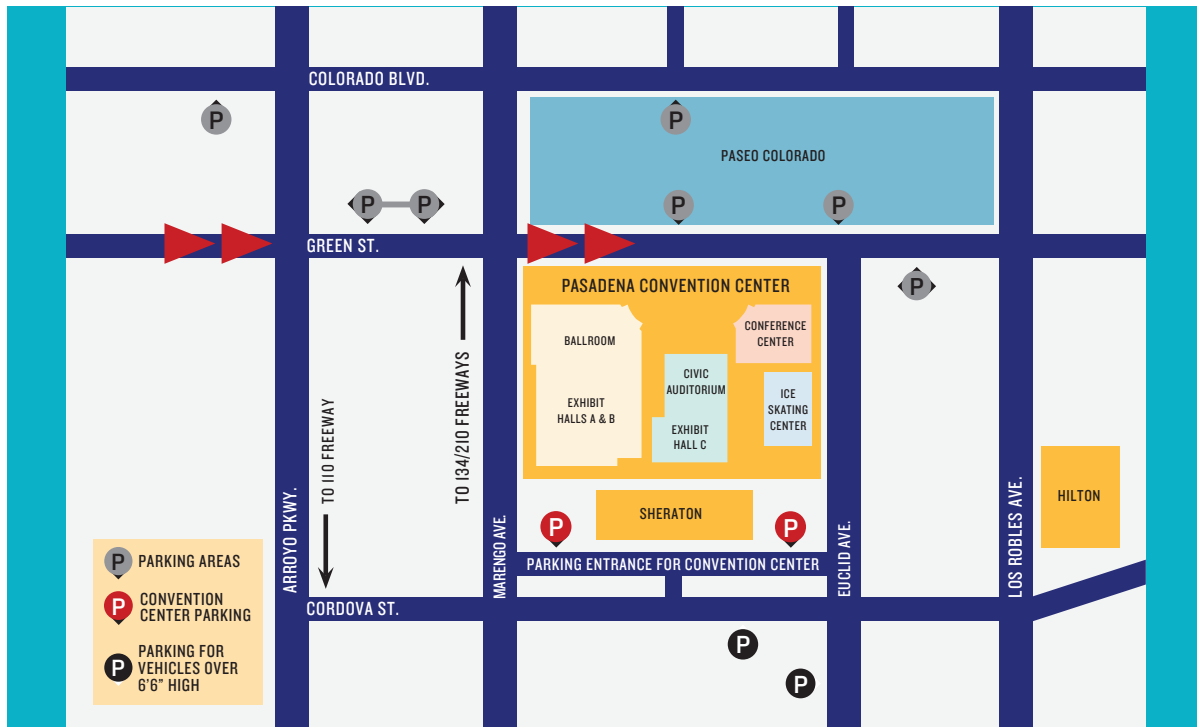 COLORADO BLVD.
P
P
PASEO COLORADO
P
P
P
P
GREEN ST.
PASADENA CONVENTION CENTER
P
BALLROOM
CONFERENCE
CENTER
CIVIC
AUDITORIUM
ICE
SKATING
CENTER
EXHIBIT
HALLS A & B
EXHIBIT
HALL C
TO 110 FREEWAY
TO 134/210 FREEWAYS
HILTON
SHERATON
P
P
ARROYO PKWY.
MARENGO AVE.
EUCLID AVE.
LOS ROBLES AVE.
PARKING ENTRANCE FOR CONVENTION CENTER
CORDOVA ST.
P
P
P PARKING AREAS
P CONVENTION
CENTER PARKING
P PARKING FOR
VEHICLES OVER
6'6" HIGH